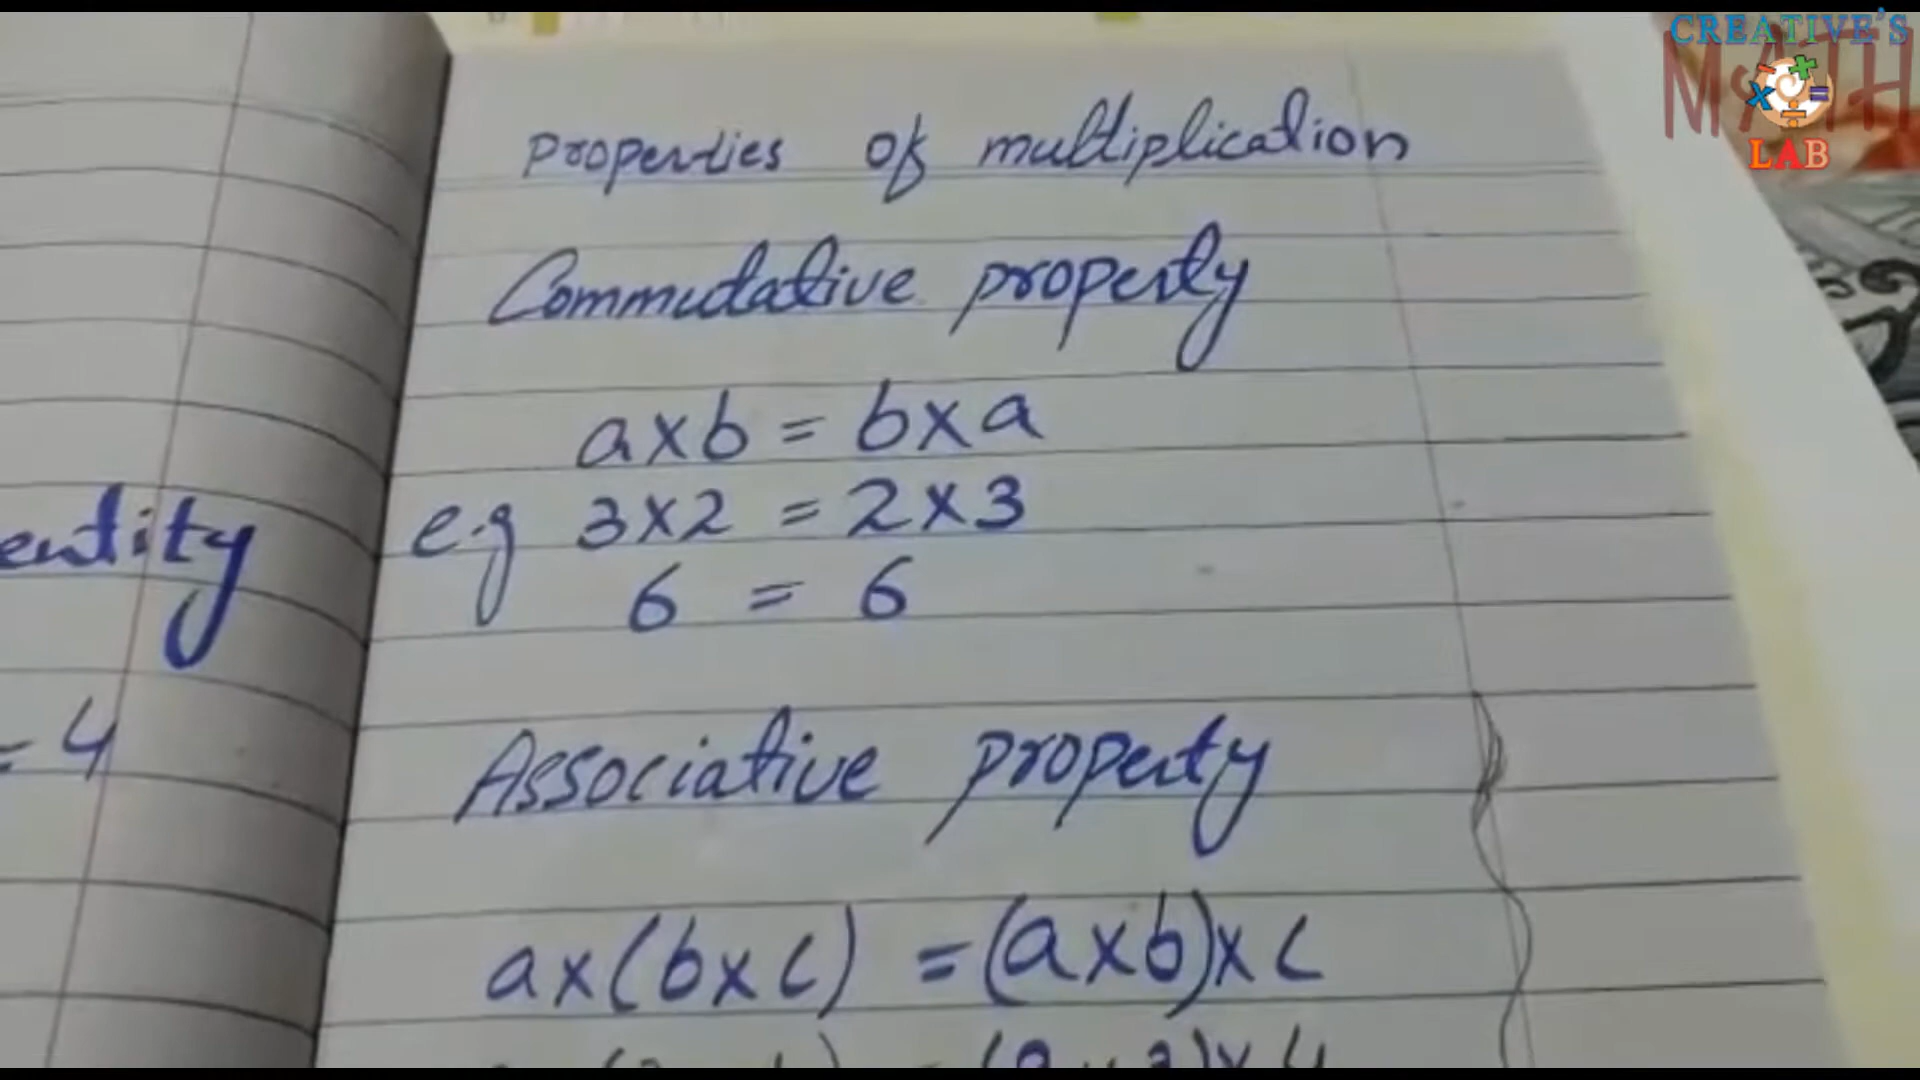 CREATIVE'S
MATH
LAB
Properties of multiplication
Commutative property
a×b = b×a
e.g 3×2 = 2×3
6 = 6
entity
= 4
Associative property
a×(b×c) = (a×b)×c